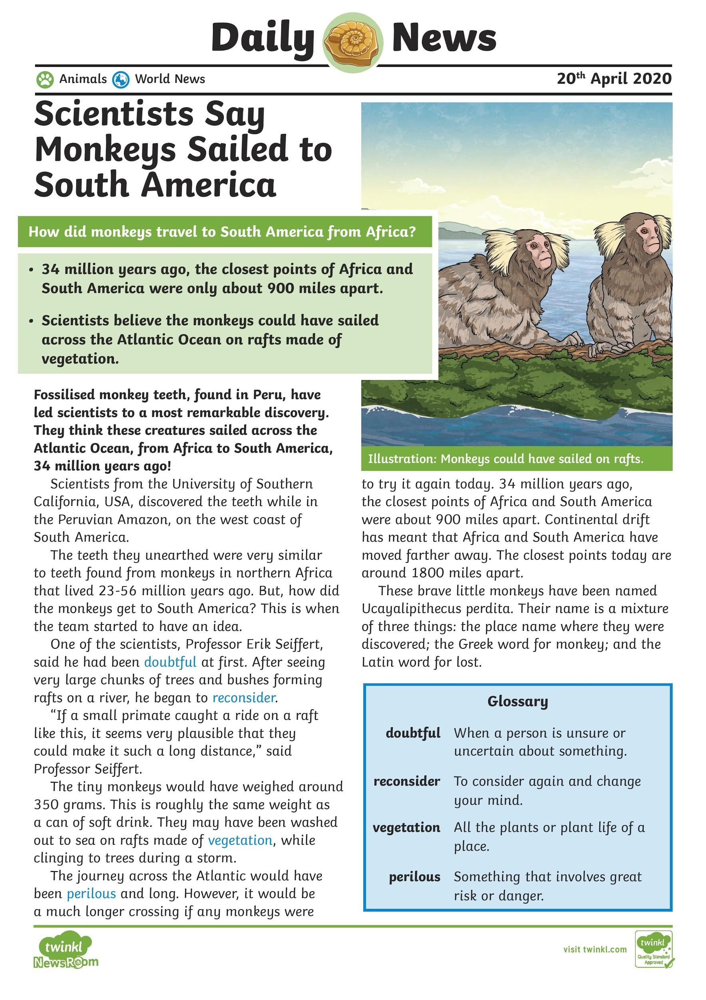 Daily News
Animals World News
20th April 2020
Scientists Say
Monkeys Sailed to
South America
How did monkeys travel to South America from Africa?
• 34 million years ago, the closest points of Africa and
South America were only about 900 miles apart.
• Scientists believe the monkeys could have sailed
across the Atlantic Ocean on rafts made of
vegetation.
Fossilised monkey teeth, found in Peru, have
led scientists to a most remarkable discovery.
They think these creatures sailed across the
Atlantic Ocean, from Africa to South America,
34 million years ago!
Scientists from the University of Southern
California, USA, discovered the teeth while in
the Peruvian Amazon, on the west coast of
South America.
The teeth they unearthed were very similar
to teeth found from monkeys in northern Africa
that lived 23-56 million years ago. But, how did
the monkeys get to South America? This is when
the team started to have an idea.
One of the scientists, Professor Erik Seiffert,
said he had been doubtful at first. After seeing
very large chunks of trees and bushes forming
rafts on a river, he began to reconsider.
“If a small primate caught a ride on a raft
like this, it seems very plausible that they
could make it such a long distance,” said
Professor Seiffert.
The tiny monkeys would have weighed around
350 grams. This is roughly the same weight as
a can of soft drink. They may have been washed
out to sea on rafts made of vegetation, while
clinging to trees during a storm.
The journey across the Atlantic would have
been perilous and long. However, it would be
a much longer crossing if any monkeys were
Illustration: Monkeys could have sailed on rafts.
to try it again today. 34 million years ago,
the closest points of Africa and South America
were about 900 miles apart. Continental drift
has meant that Africa and South America have
moved farther away. The closest points today are
around 1800 miles apart.
These brave little monkeys have been named
Ucayalipithecus perdita. Their name is a mixture
of three things: the place name where they were
discovered; the Greek word for monkey; and the
Latin word for lost.
Glossary
doubtful When a person is unsure or
uncertain about something.
reconsider To consider again and change
your mind.
vegetation All the plants or plant life of a
place.
perilous Something that involves great
risk or danger.
twinkl
NewsRoom
visit twinkl.com
twinkl
Quality Standard
Approved